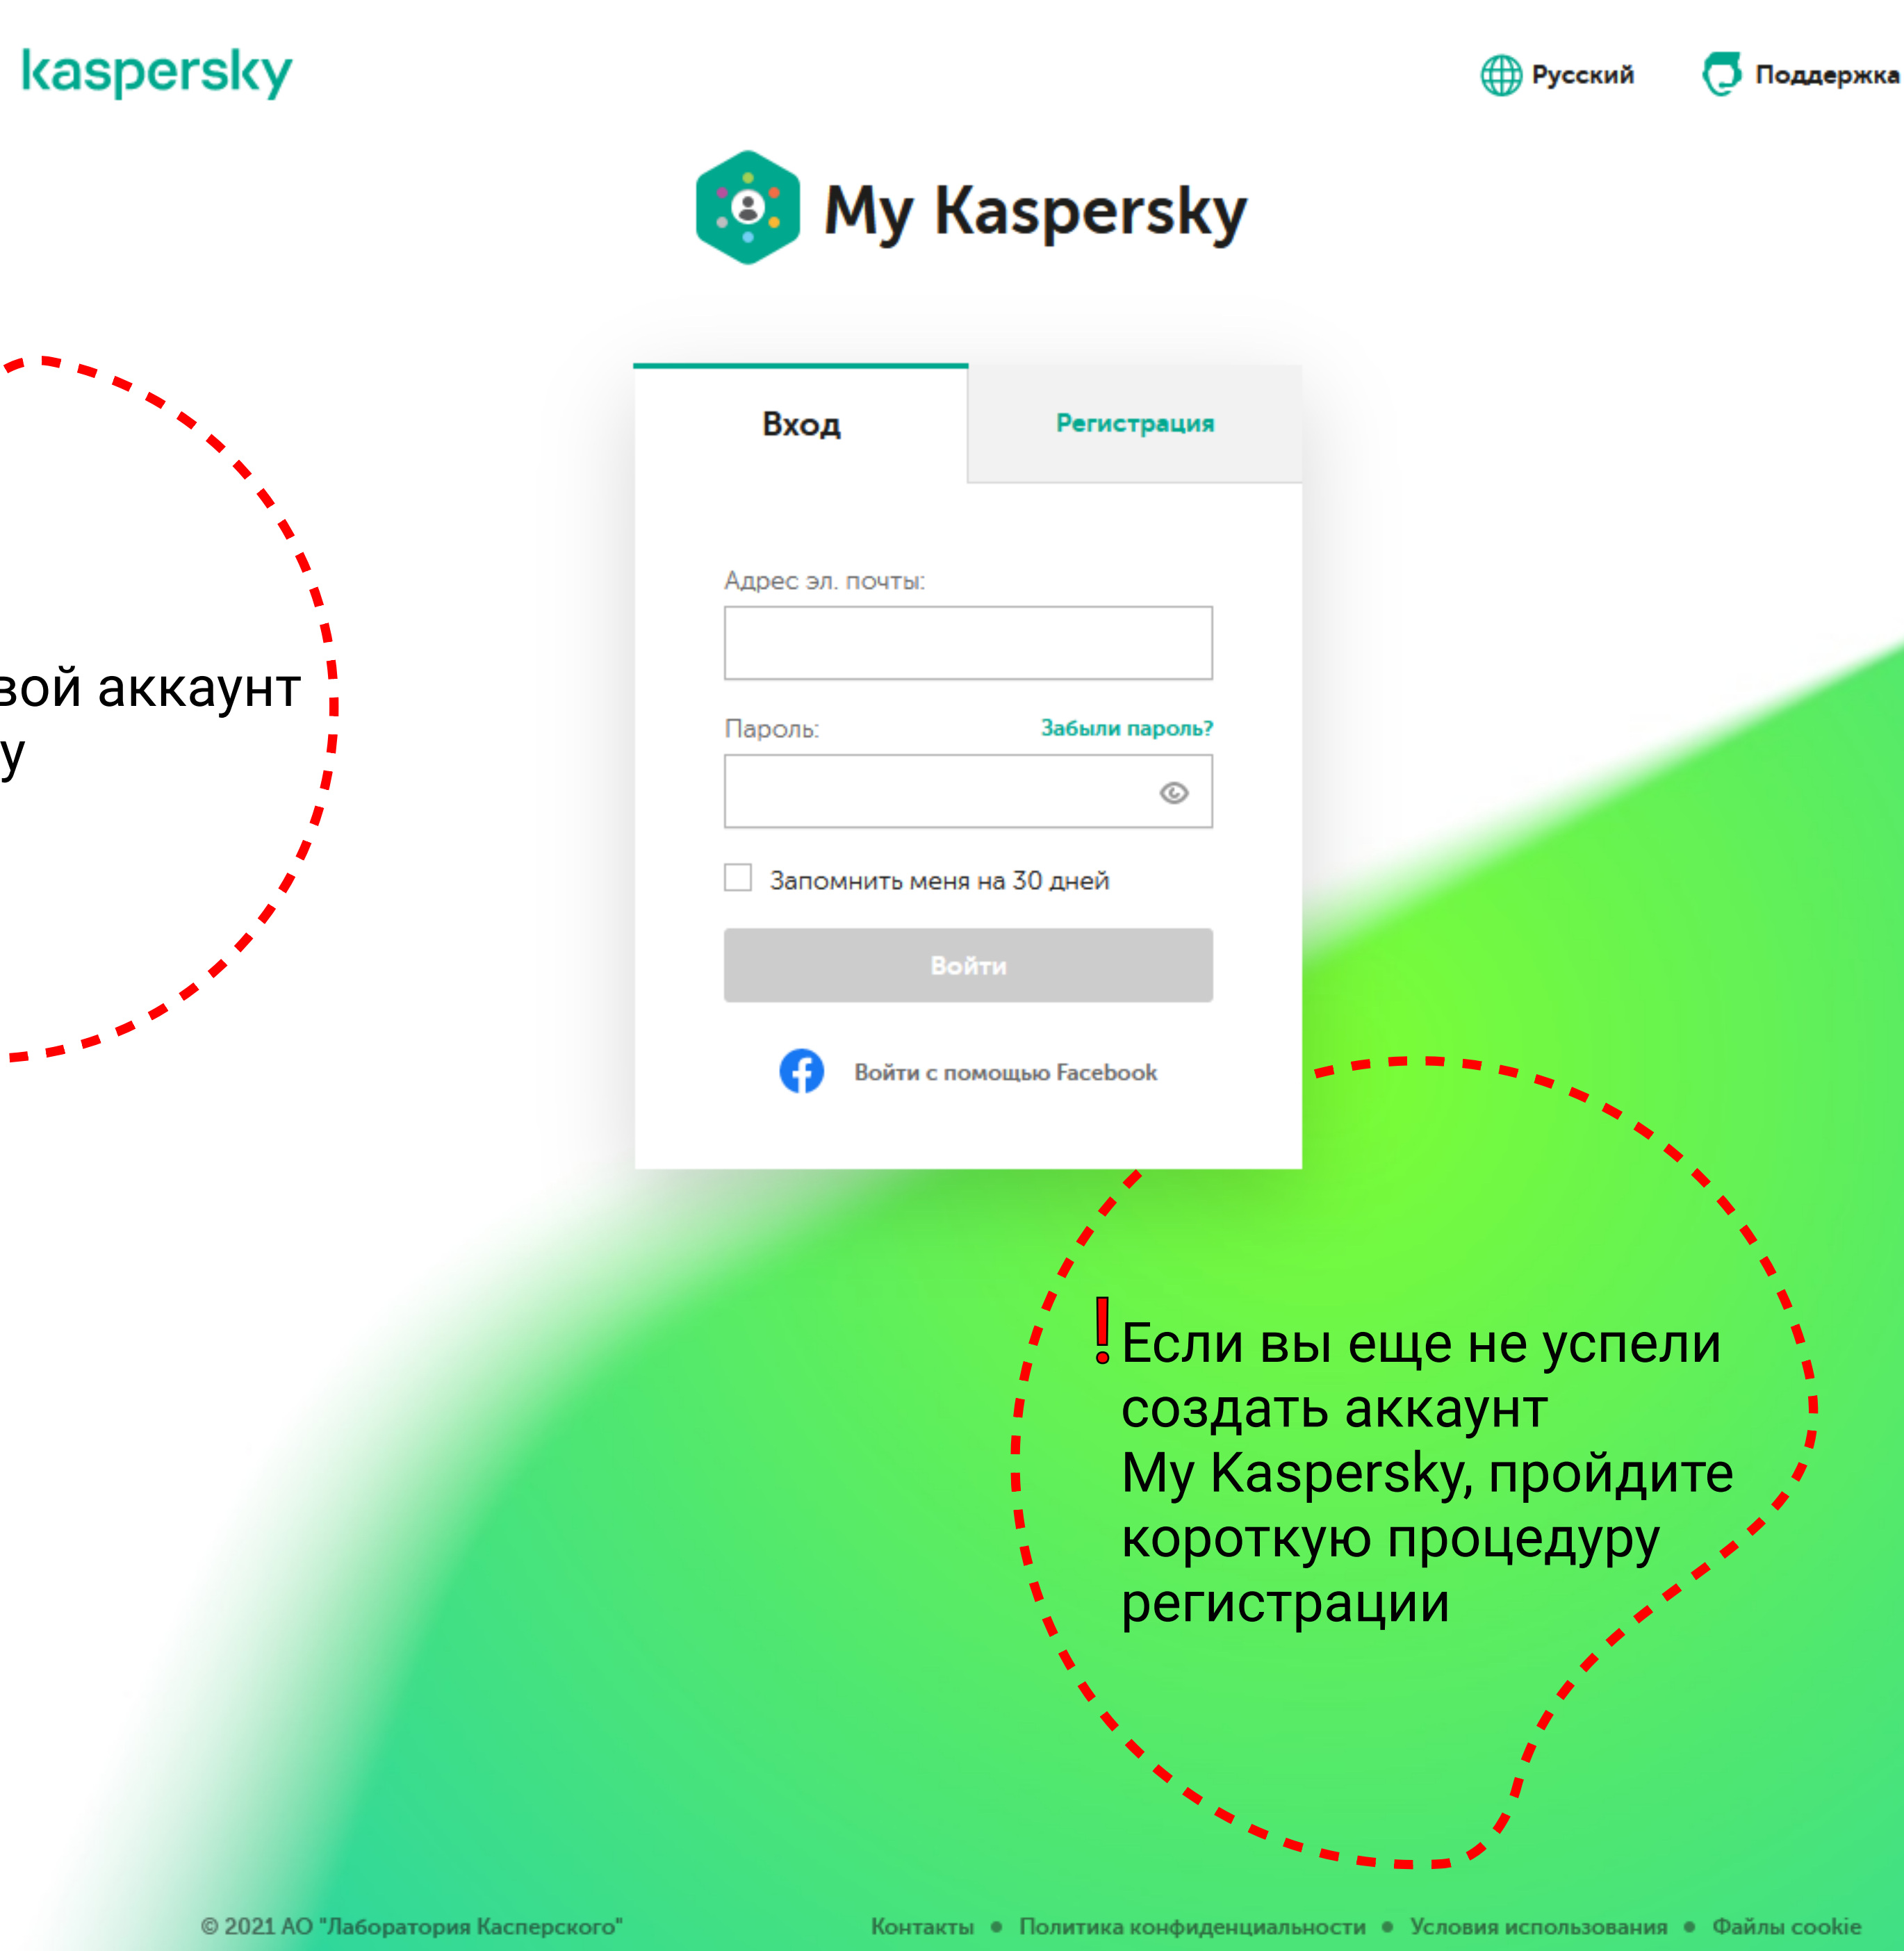 kaspersky
Русский
Поддержка
My Kaspersky
Вход
Регистрация
Адрес эл. почты:
вой аккаунт
у
Пароль:
Забыли пароль?
Запомнить меня на 30 дней
Войти
Войти с помощью Facebook
!Если вы еще не успели
создать аккаунт
My Kaspersky, пройдите
короткую процедуру
регистрации
© 2021 АО "Лаборатория Касперского"
Контакты • Политика конфиденциальности • Условия использования • Файлы cookie